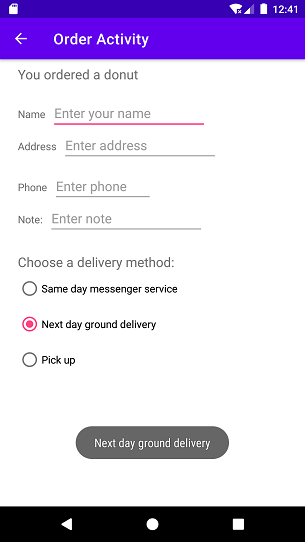 12:41
Order Activity
You ordered a donut
Name Enter your name
Address Enter address
Phone Enter phone
Note: Enter note
Choose a delivery method:
Same day messenger service
Next day ground delivery
Pick up
Next day ground delivery